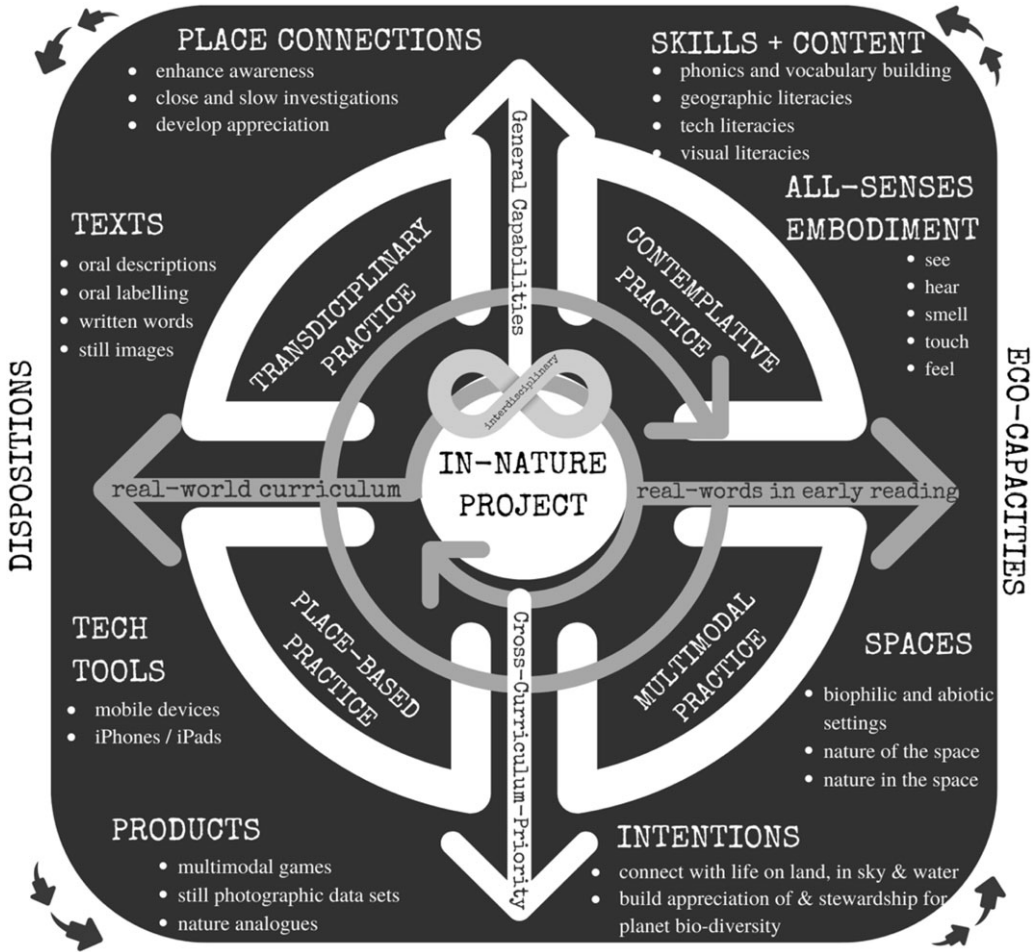 PLACE CONNECTIONS
• enhance awareness
• close and slow investigations
• develop appreciation
SKILLS + CONTENT
• phonics and vocabulary building
• geographic literacies
• tech literacies
• visual literacies
ALL-SENSES
EMBODIMENT
• see
• hear
• smell
• touch
• feel
TEXTS
• oral descriptions
• oral labelling
• written words
• still images
General Capabilities
TRANSDICIPLINARY
PRACTICE
CONTEMPLATIVE
PRACTICE
DISPOSITIONS
ECO-CAPACITIES
interdisciplinary
IN-NATURE
PROJECT
real-world curriculum
real-words in early reading
PLACE-BASED
PRACTICE
MULTIMODAL
PRACTICE
Cross-Curriculum-Priority
TECH
TOOLS
• mobile devices
• iPhones / iPads
SPACES
• biophilic and abiotic
settings
• nature of the space
• nature in the space
PRODUCTS
• multimodal games
• still photographic data sets
• nature analogues
INTENTIONS
• connect with life on land, in sky & water
• build appreciation of & stewardship for
planet bio-diversity